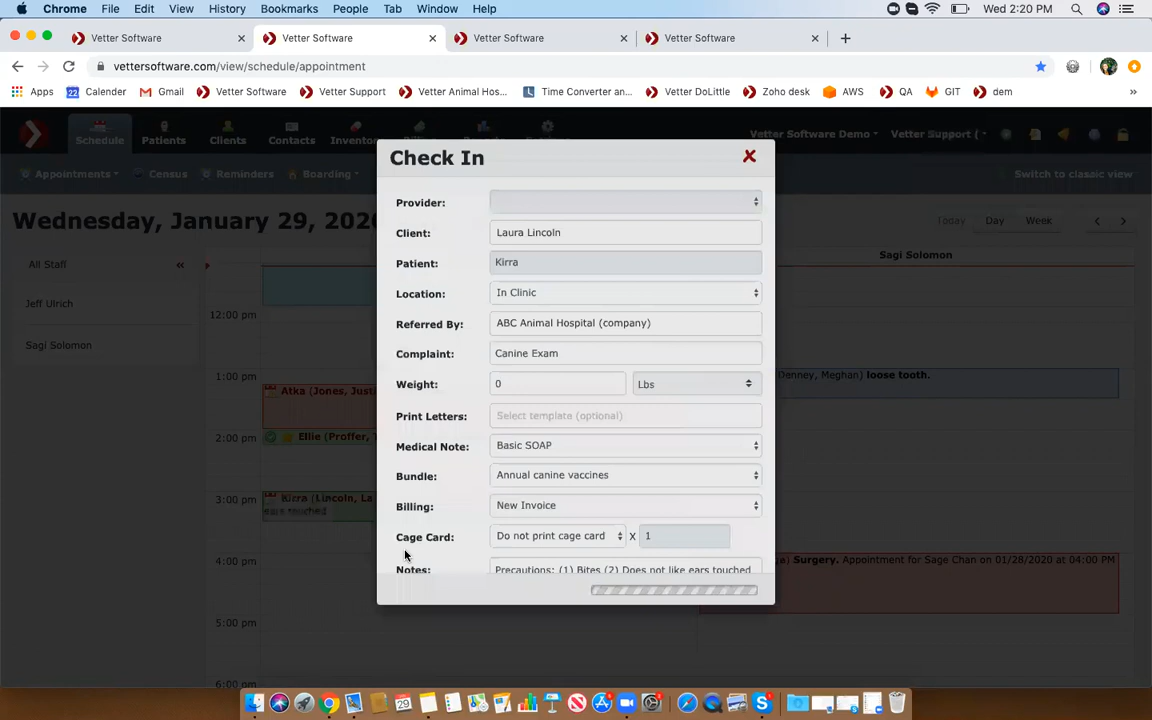 Chrome File Edit View History Bookmarks People Tab Window Help Wed 2:20 PM
Vetter Software Vetter Software Vetter Software Vetter Software
vettersoftware.com/view/schedule/appointment
Apps 22 Calender Gmail Vetter Software Vetter Support Vetter Animal Hos... Time Converter an... Vetter DoLittle Zoho desk AWS QA GIT dem »
Schedule Patients Clients Contacts Vetter Software Demo Vetter Support (
Appointments Census Reminders Boarding Switch to classic view
Wednesday, January 29, 2020 Today Day Week
All Staff « Sagi Solomon
Jeff Ulrich
Sagi Solomon
12:00 pm
1:00 pm
2:00 pm
3:00 pm
4:00 pm
5:00 pm
6:00 pm
Atka (Jones, Just
Ellie (Proffer, T
Kirra (Lincoln, La
ears touched
Denney, Meghan) loose tooth.
a) Surgery. Appointment for Sage Chan on 01/28/2020 at 04:00 PM
Check In
Provider:
Client: Laura Lincoln
Patient: Kirra
Location: In Clinic
Referred By: ABC Animal Hospital (company)
Complaint: Canine Exam
Weight: 0 Lbs
Print Letters: Select template (optional)
Medical Note: Basic SOAP
Bundle: Annual canine vaccines
Billing: New Invoice
Cage Card: Do not print cage card X 1
Notes: Precautions: (1) Bites (2) Does not like ears touched